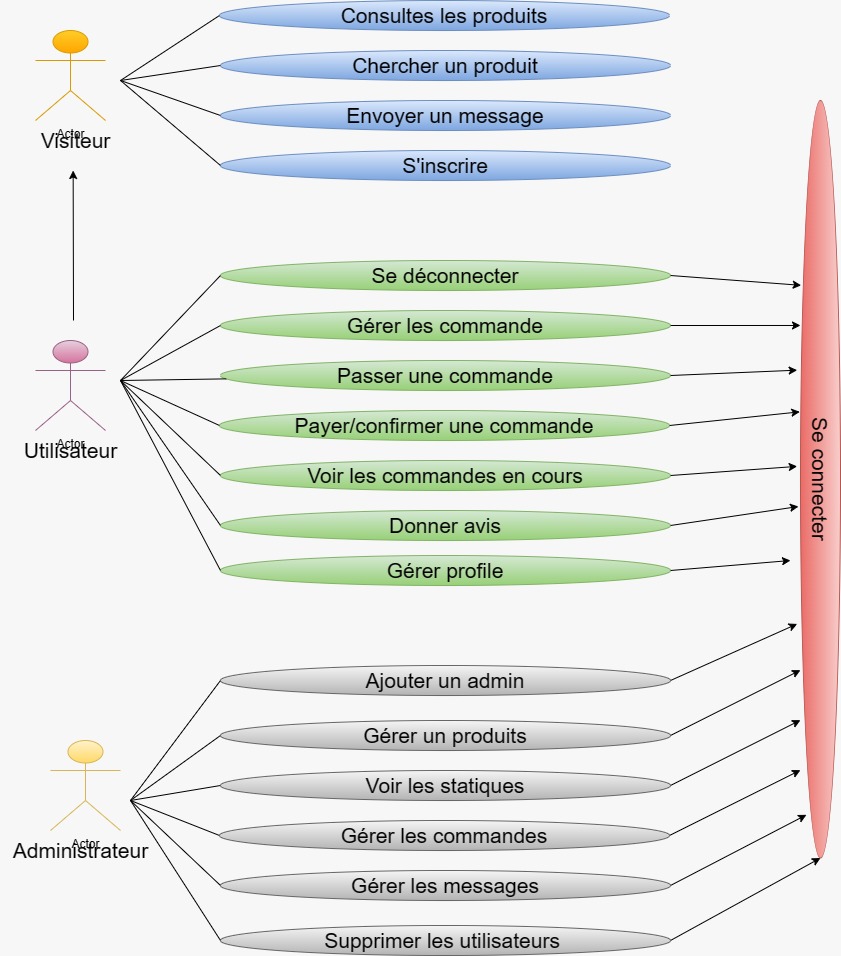 Consultes les produits
Chercher un produit
Actor
Visiteur
Envoyer un message
S'inscrire
Se déconnecter
Gérer les commande
Passer une commande
Actor
Utilisateur
Payer/confirmer une commande
Voir les commandes en cours
Donner avis
Gérer profile
Se connecter
Ajouter un admin
Gérer un produits
Voir les statiques
Actor
Administrateur
Gérer les commandes
Gérer les messages
Supprimer les utilisateurs